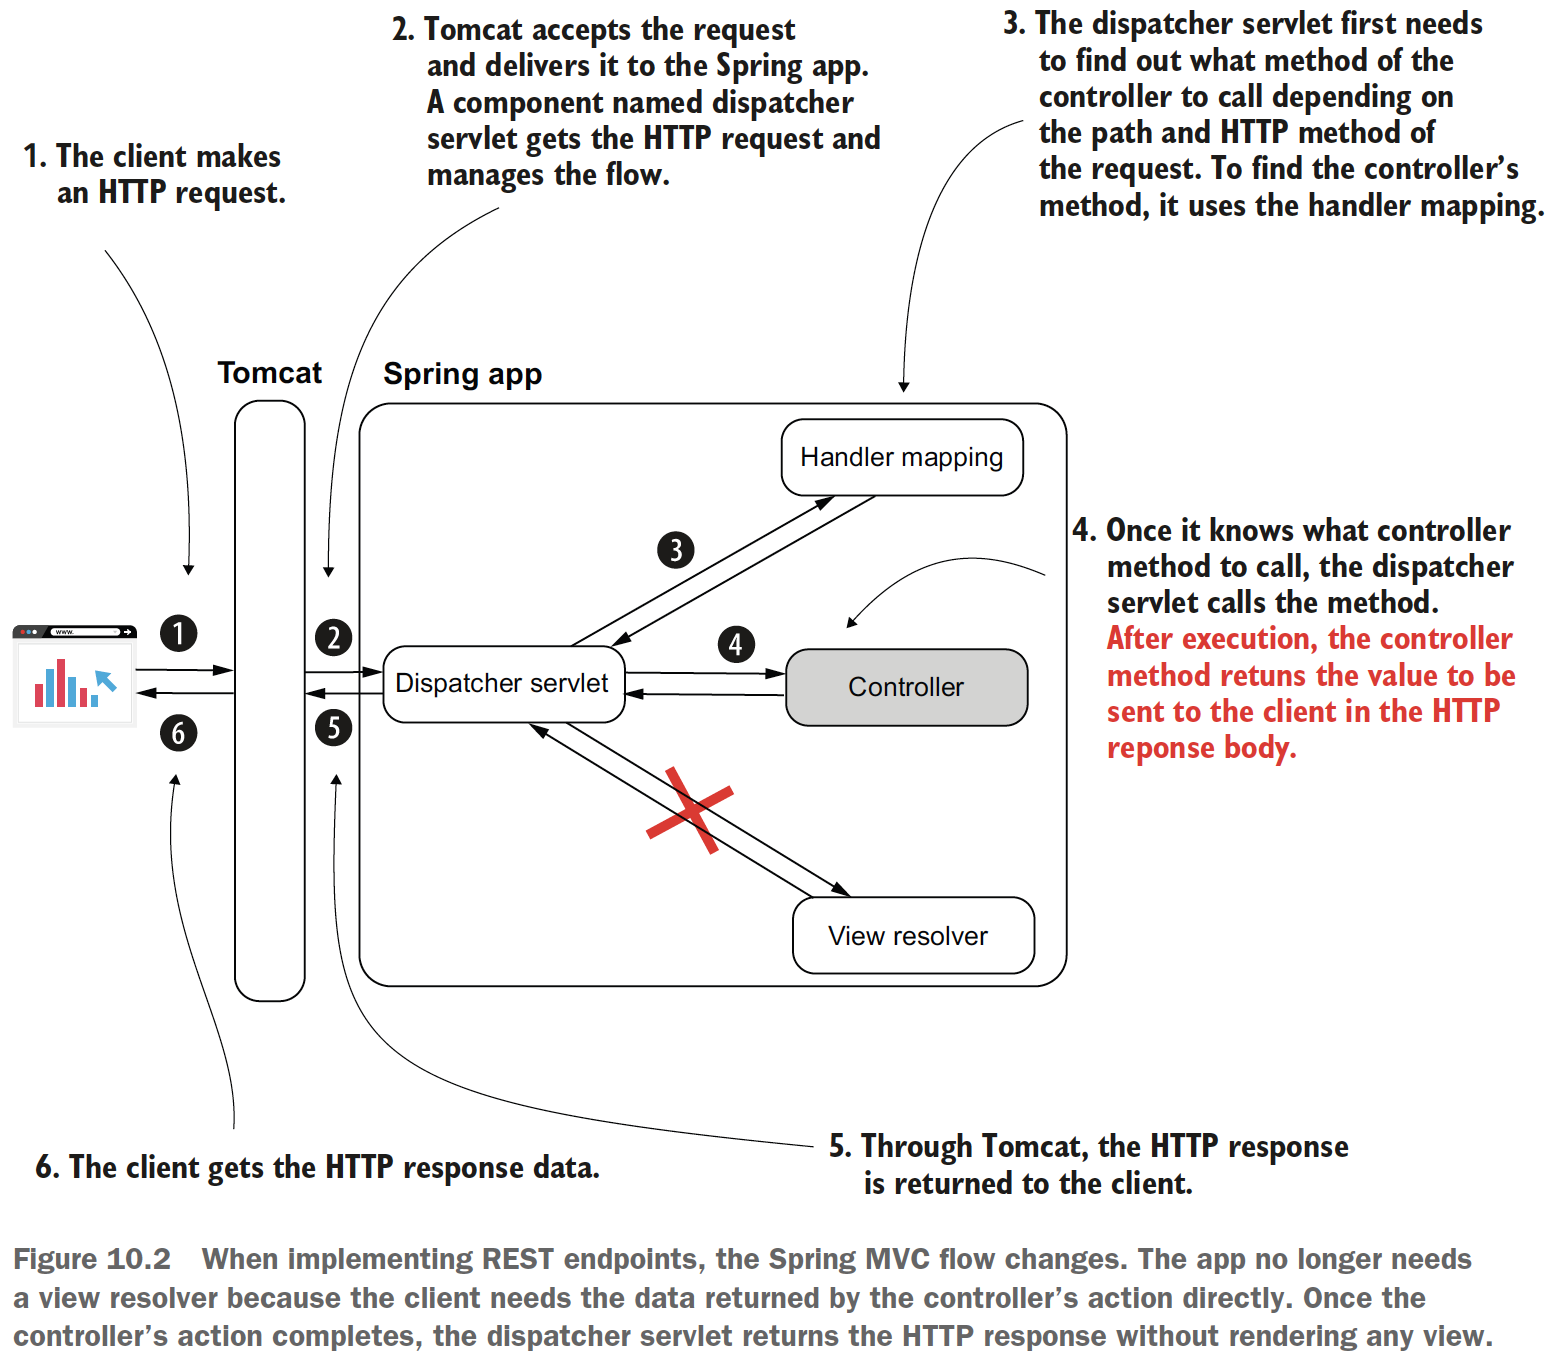 2. Tomcat accepts the request
and delivers it to the Spring app.
A component named dispatcher
servlet gets the HTTP request and
manages the flow.
3. The dispatcher servlet first needs
to find out what method of the
controller to call depending on
the path and HTTP method of
the request. To find the controller's
method, it uses the handler mapping.
1. The client makes
an HTTP request.
Tomcat
Spring app
Handler mapping
3
4. Once it knows what controller
method to call, the dispatcher
servlet calls the method.
After execution, the controller
method retuns the value to be
sent to the client in the HTTP
reponse body.
www.
1
2
4
Dispatcher servlet
Controller
6
5
View resolver
6. The client gets the HTTP response data.
5. Through Tomcat, the HTTP response
is returned to the client.
Figure 10.2 When implementing REST endpoints, the Spring MVC flow changes. The app no longer needs
a view resolver because the client needs the data returned by the controller's action directly. Once the
controller's action completes, the dispatcher servlet returns the HTTP response without rendering any view.